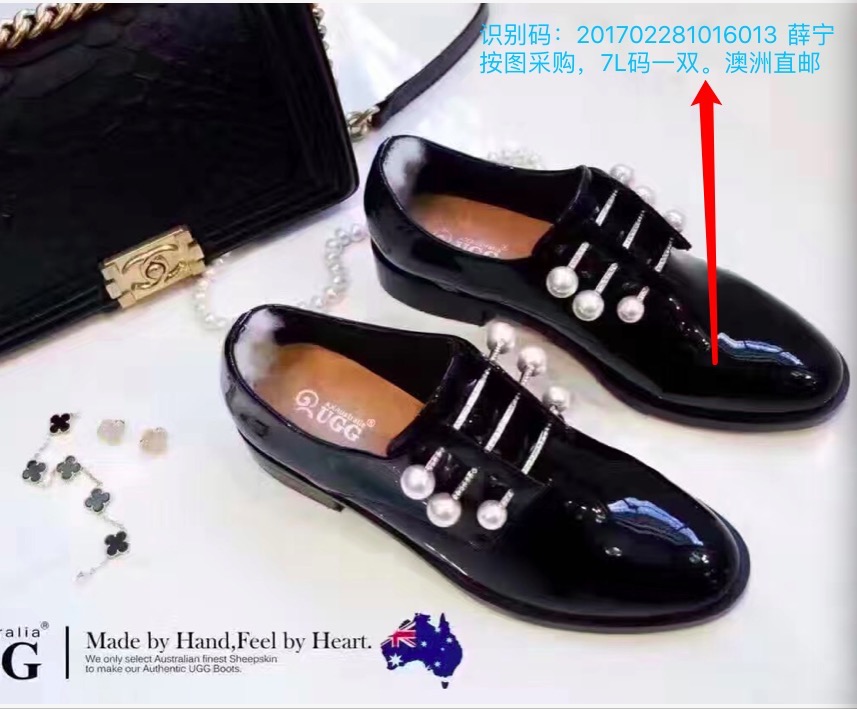 识别码：201702281016013 薛宁
按图采购，7L码一双。澳洲直邮
UGG
UGG
ralia®
G
Made by Hand,Feel by Heart.
We only select Australian finest Sheepskin
to make our Authentic UGG Boots.